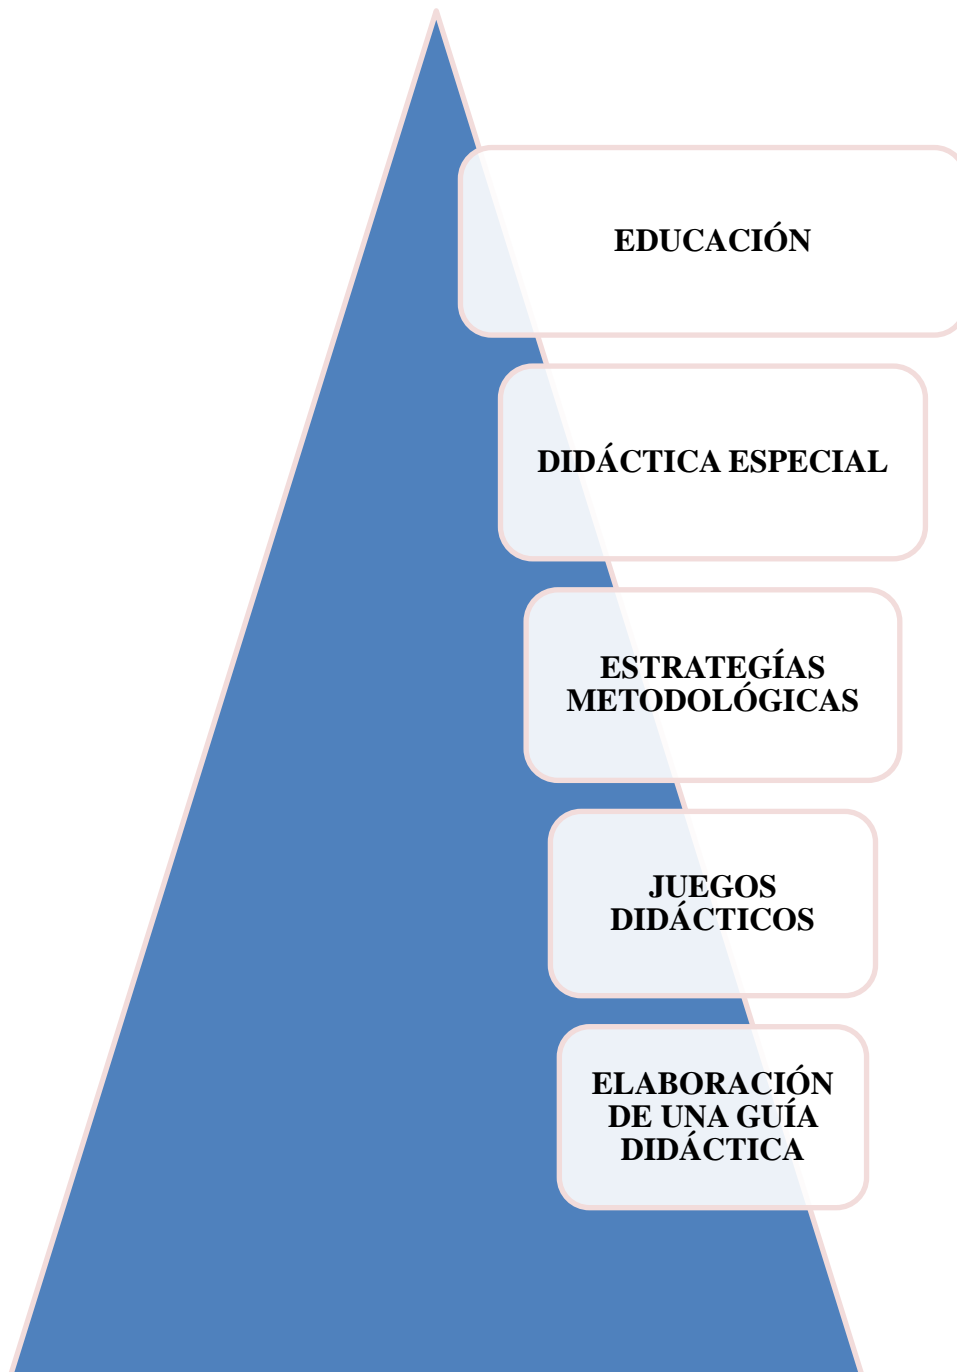 EDUCACIÓN
DIDÁCTICA ESPECIAL
ESTRATEGÍAS
METODOLÓGICAS
JUEGOS
DIDÁCTICOS
ELABORACIÓN
DE UNA GUÍA
DIDÁCTICA